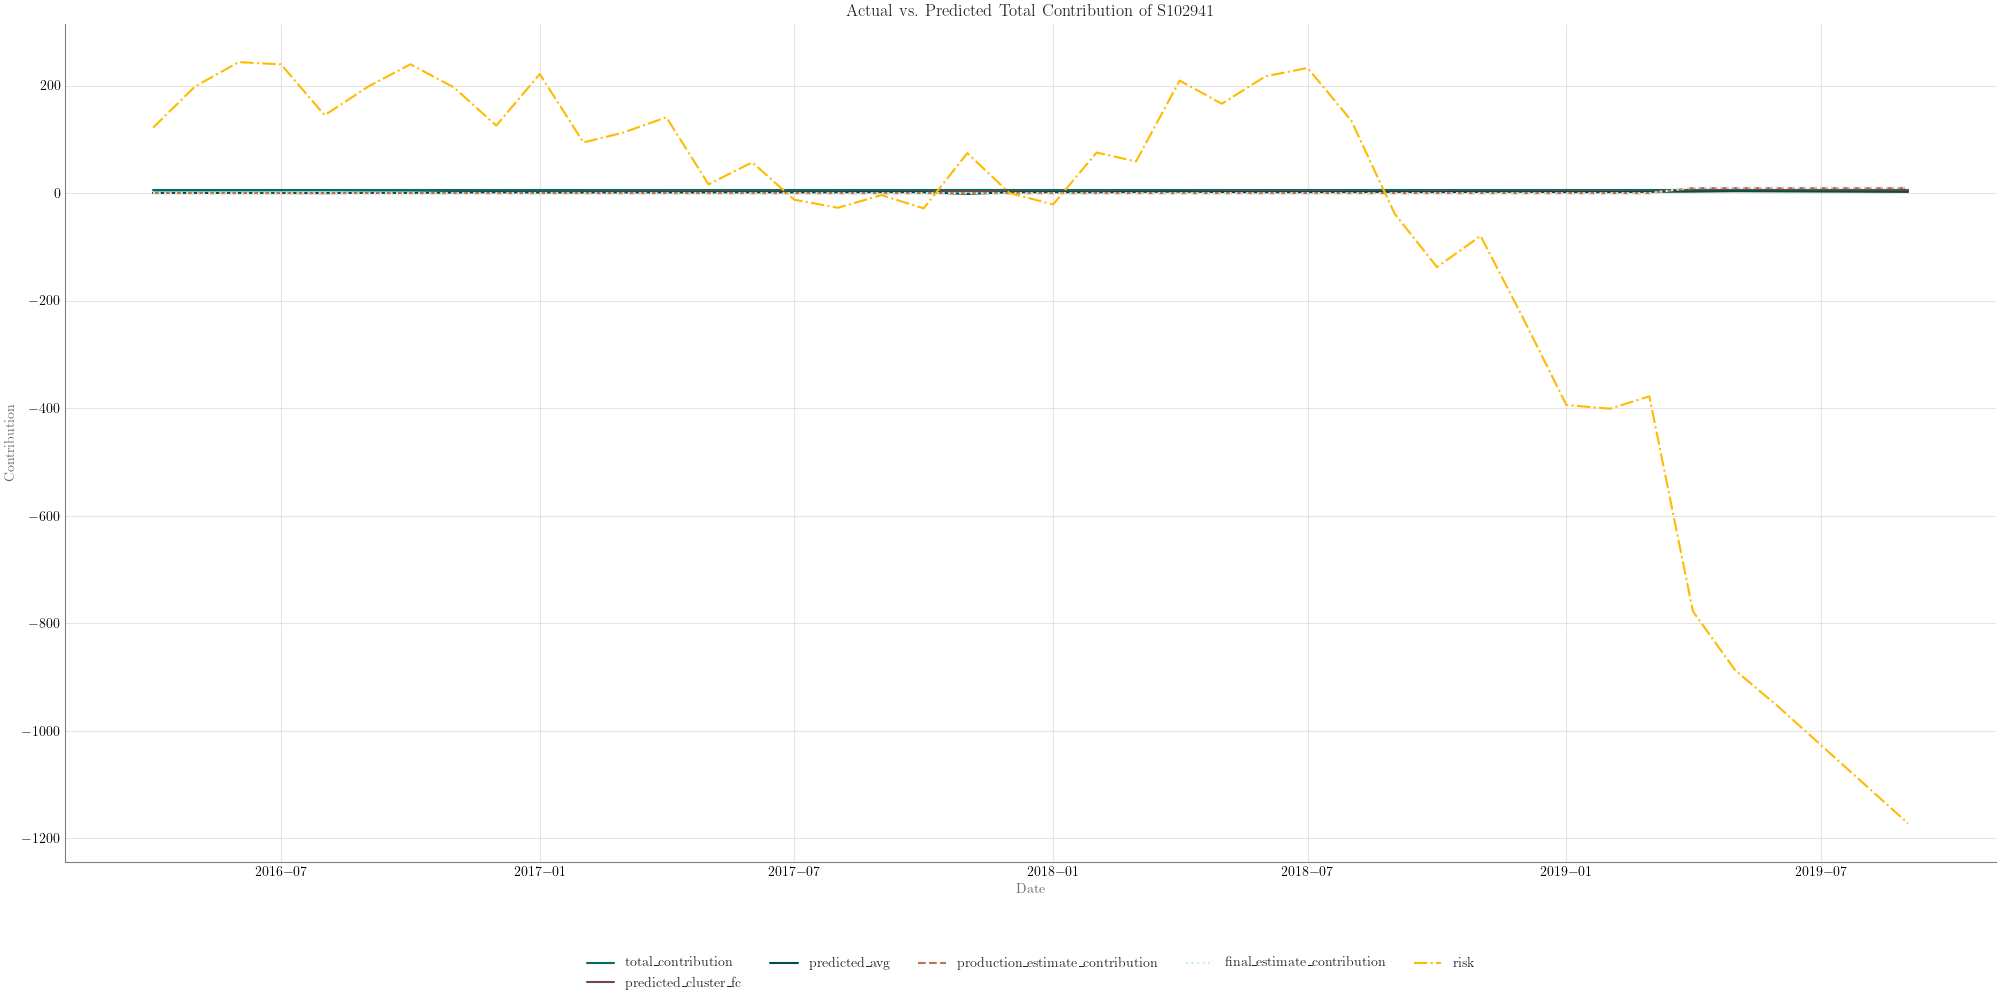 Actual vs. Predicted Total Contribution of S102941
200
0
−200
−400
−600
−800
−1000
−1200
Contribution
2016−07 2017−01 2017−07 2018−01 2018−07 2019−01 2019−07
Date
total_contribution predicted_avg production_estimate_contribution final_estimate_contribution risk
predicted_cluster_fc